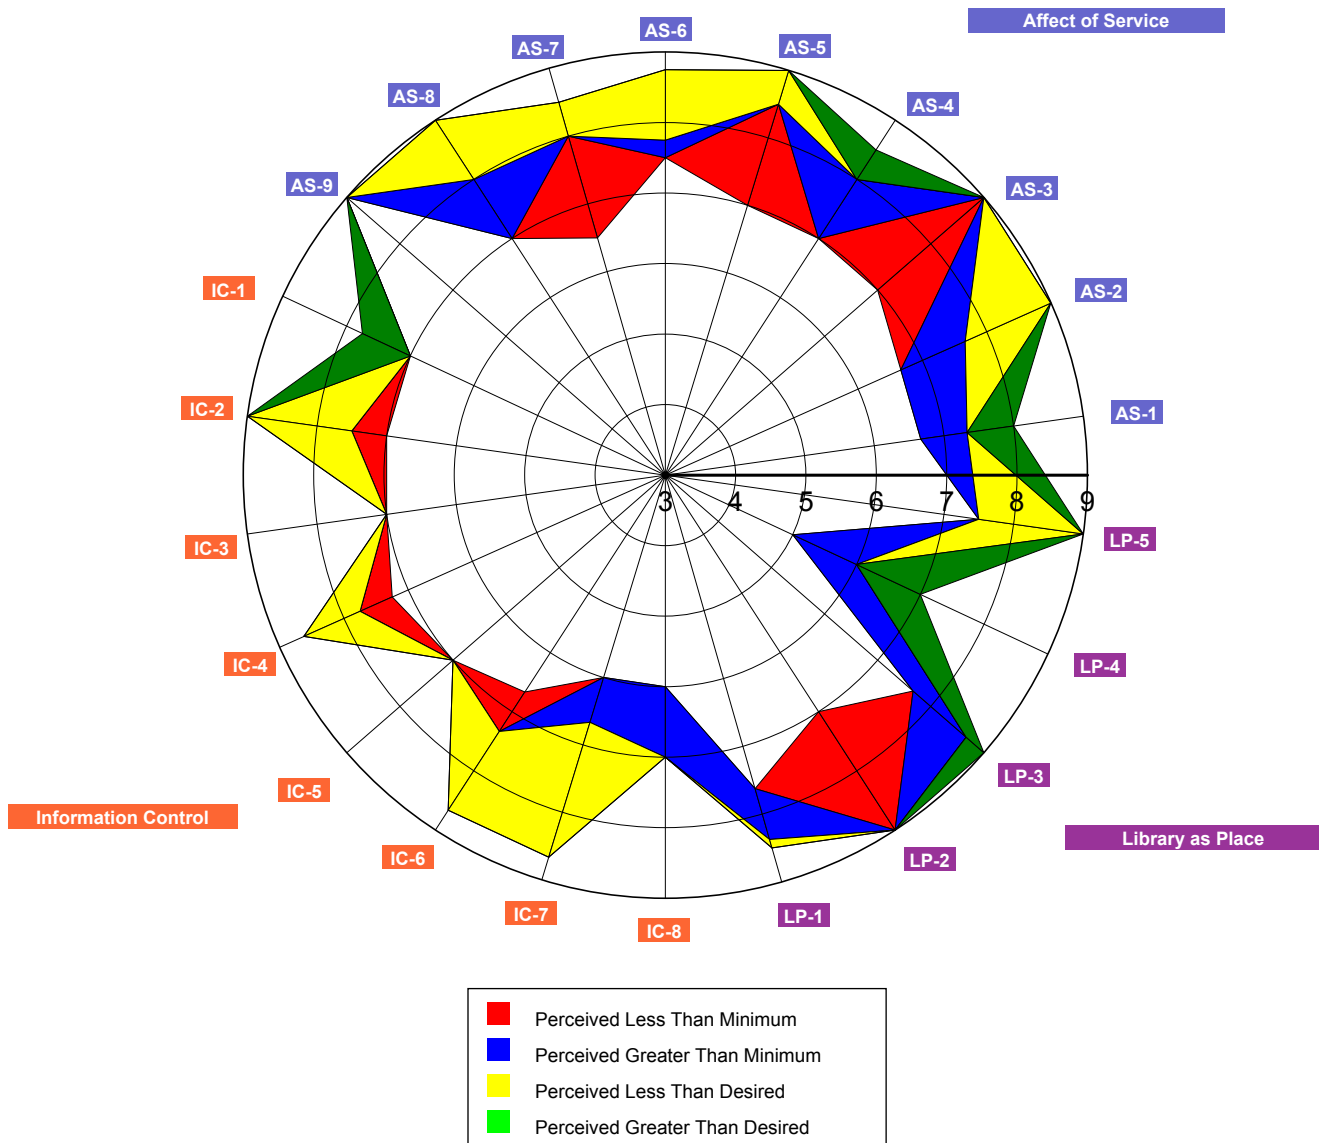 Affect of Service
AS-6
AS-7
AS-5
AS-8
AS-4
AS-9
AS-3
IC-1
AS-2
IC-2
AS-1
3 4 5 6 7 8 9
IC-3
LP-5
IC-4
LP-4
IC-5
LP-3
Information Control
Library as Place
IC-6
LP-2
IC-7
LP-1
IC-8
Perceived Less Than Minimum
Perceived Greater Than Minimum
Perceived Less Than Desired
Perceived Greater Than Desired